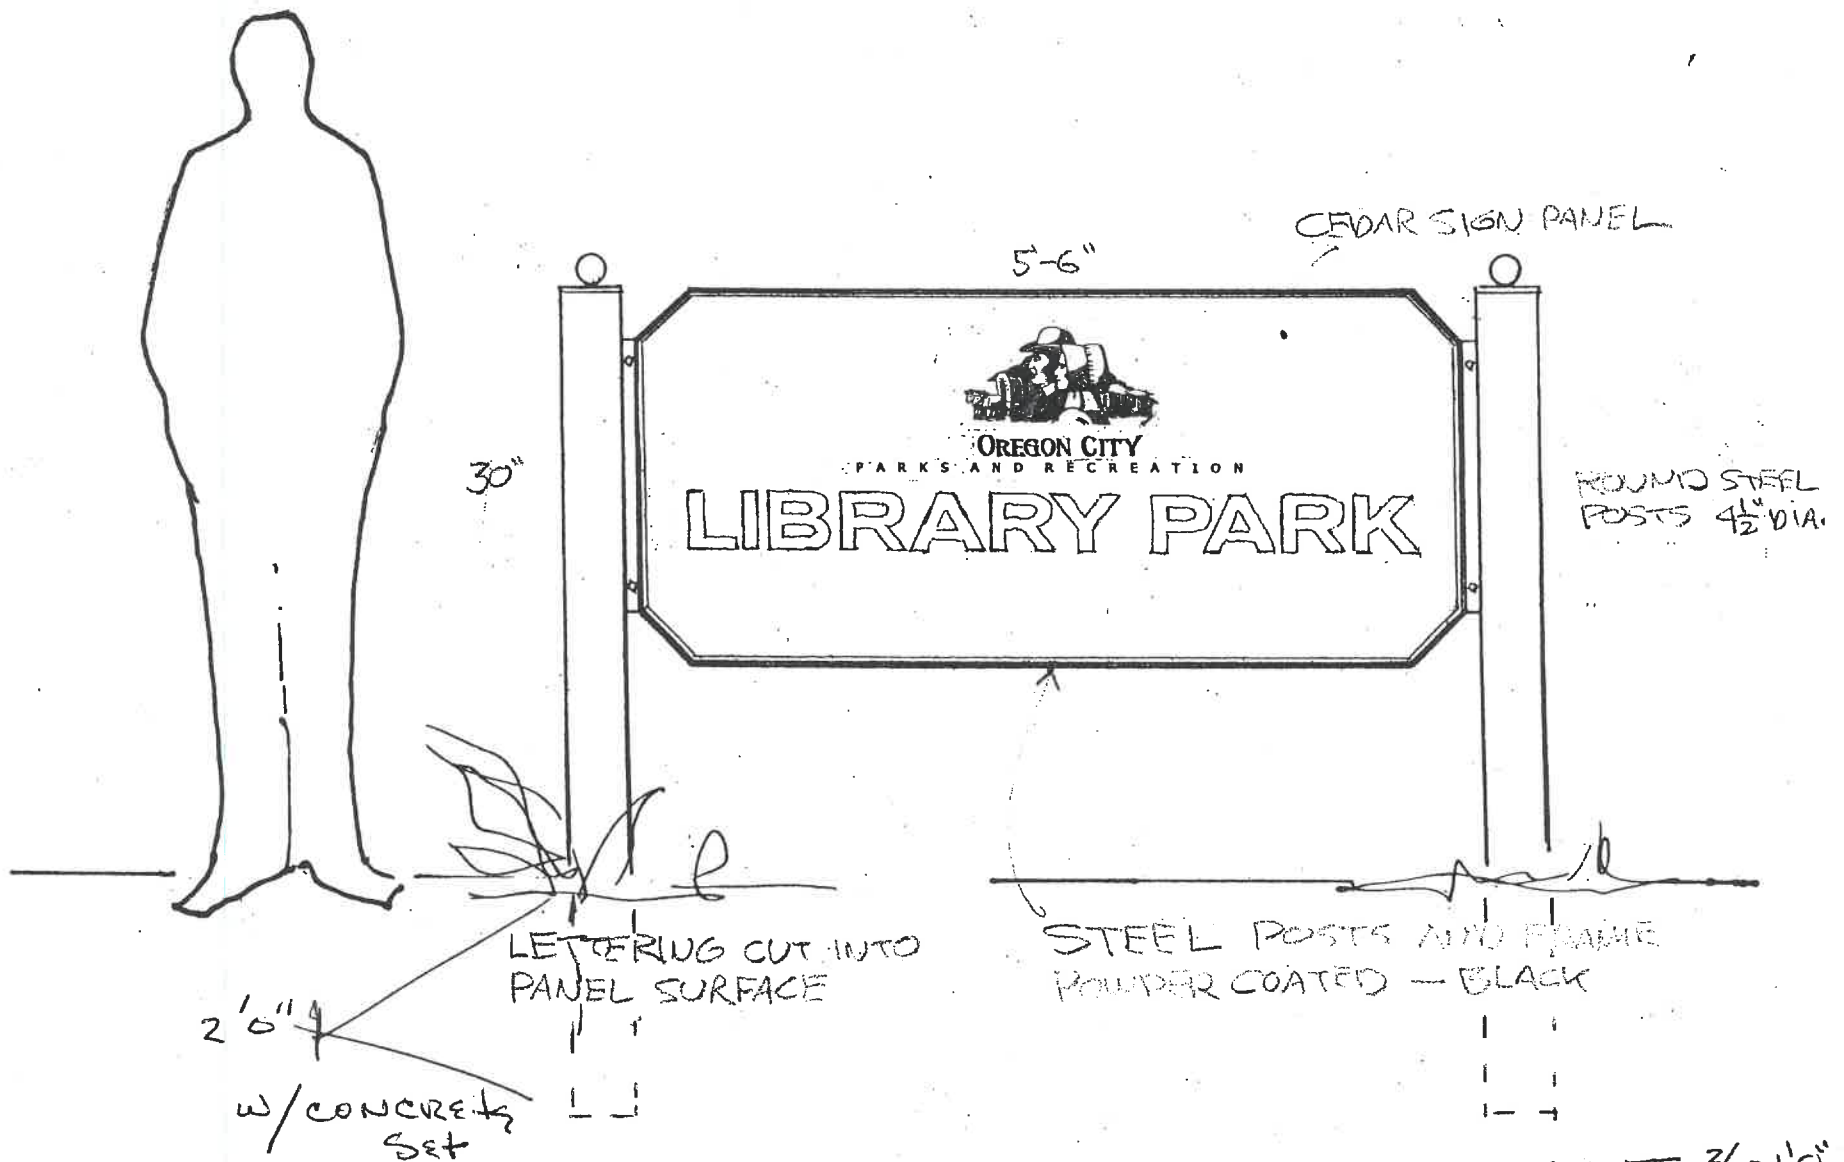 CEDAR SIGN PANEL
5'-6"
OREGON CITY
PARKS AND RECREATION
30"
LIBRARY PARK
ROUND STEEL
POSTS 4½" DIA.
LETTERING CUT INTO
PANEL SURFACE
STEEL POSTS AND FRAME
POWDER COATED — BLACK
2'0"
W/CONCRETE
Set